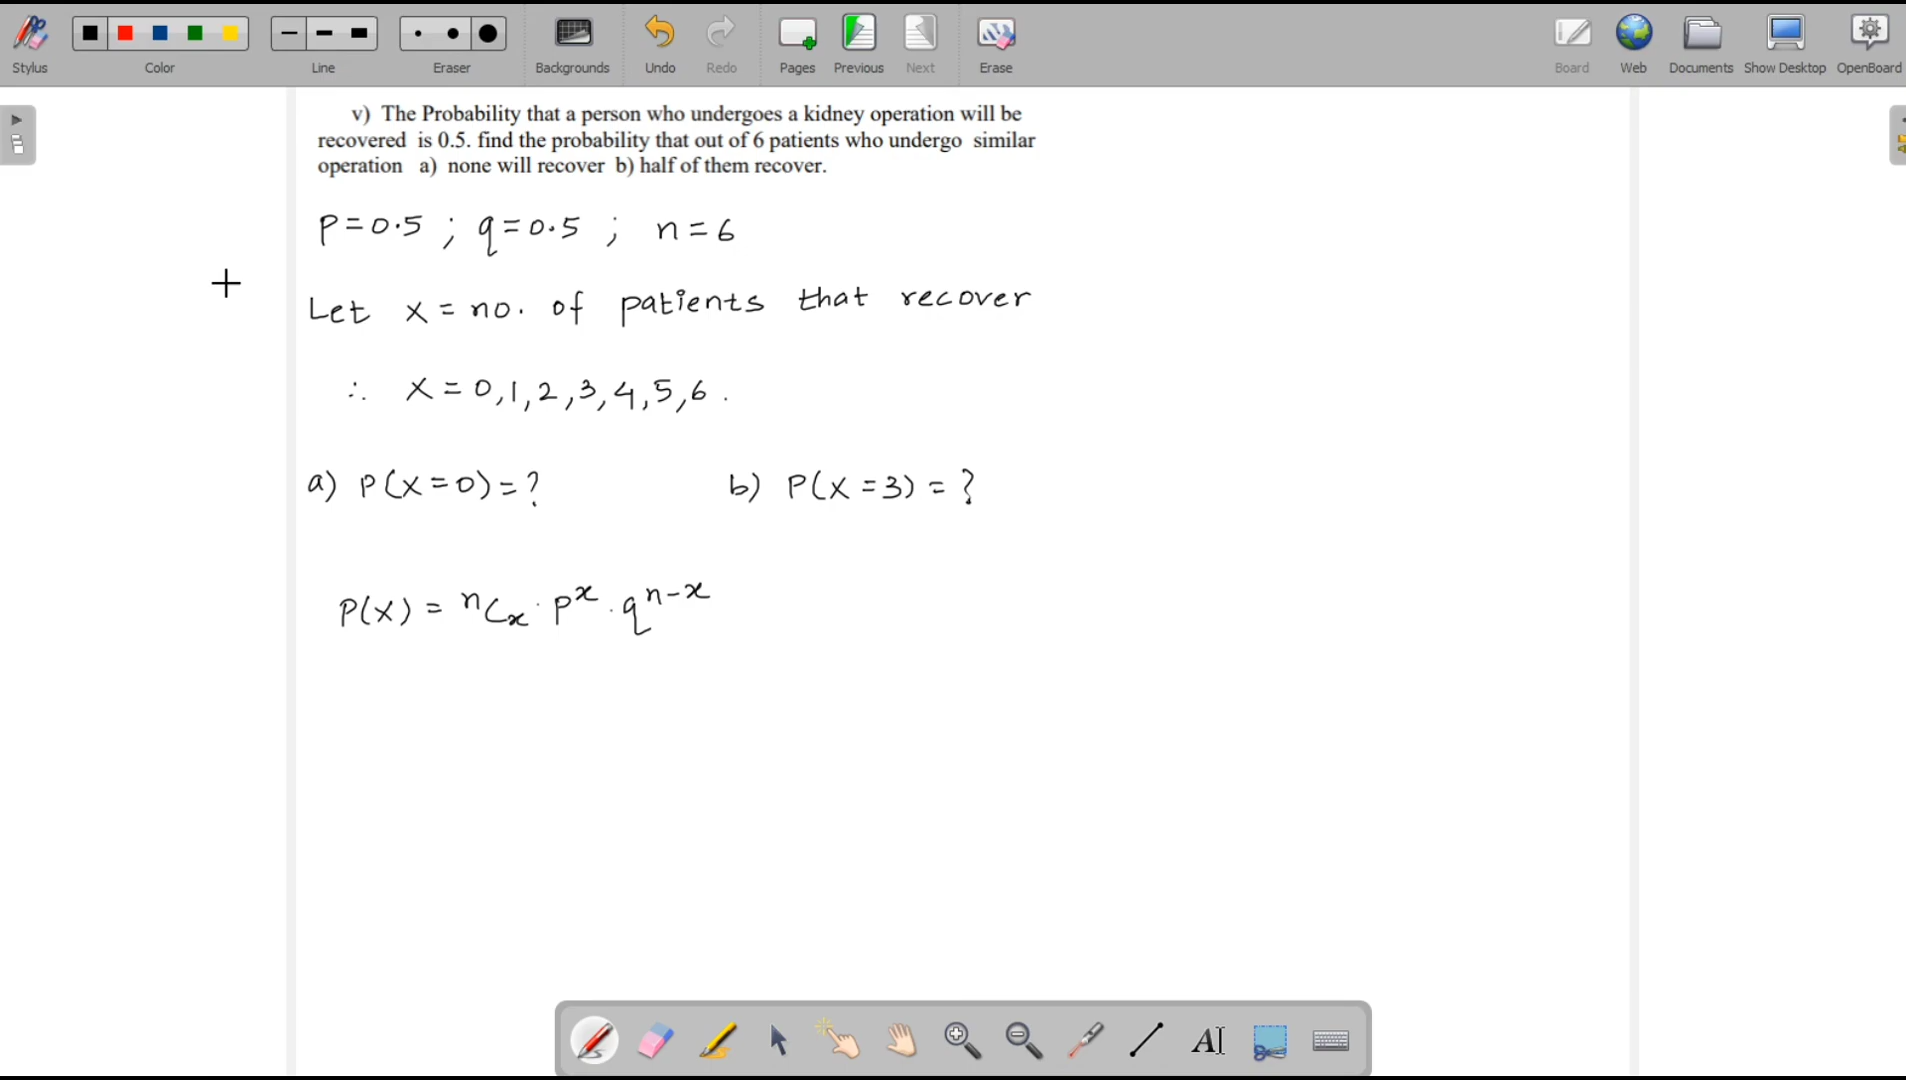 Stylus Color Line Eraser Backgrounds Undo Redo Pages Previous Next Erase Board Web Documents Show Desktop OpenBoard
v) The Probability that a person who undergoes a kidney operation will be
recovered is 0.5. find the probability that out of 6 patients who undergo similar
operation a) none will recover b) half of them recover.
P=0.5 ; q=0.5 ; n=6
Let x = no. of patients that recover
∴ X = 0,1,2,3,4,5,6.
a) P(X=0)=? b) P(X=3)=?
P(X) = ⁿCₓ · pˣ · qⁿ⁻ˣ